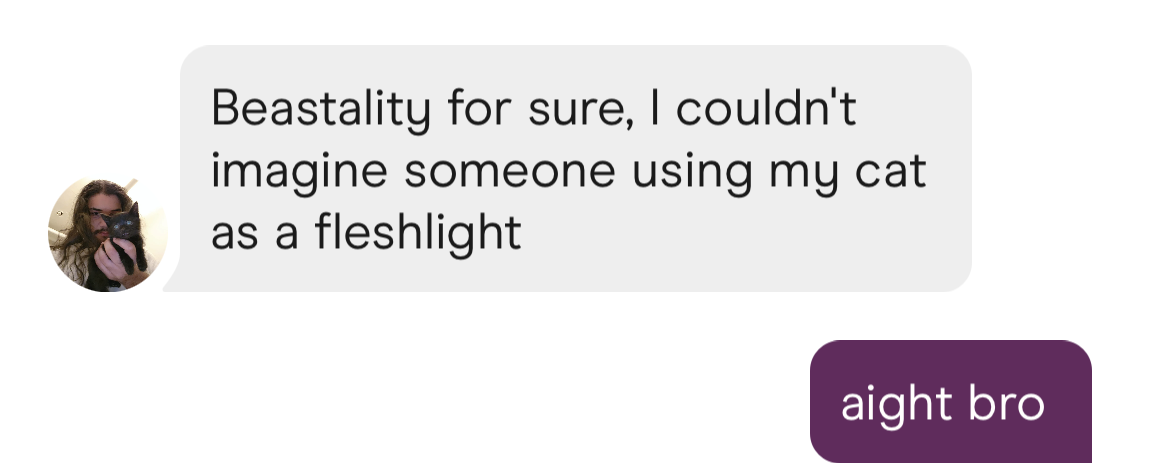 Beastality for sure, I couldn't
imagine someone using my cat
as a fleshlight
aight bro